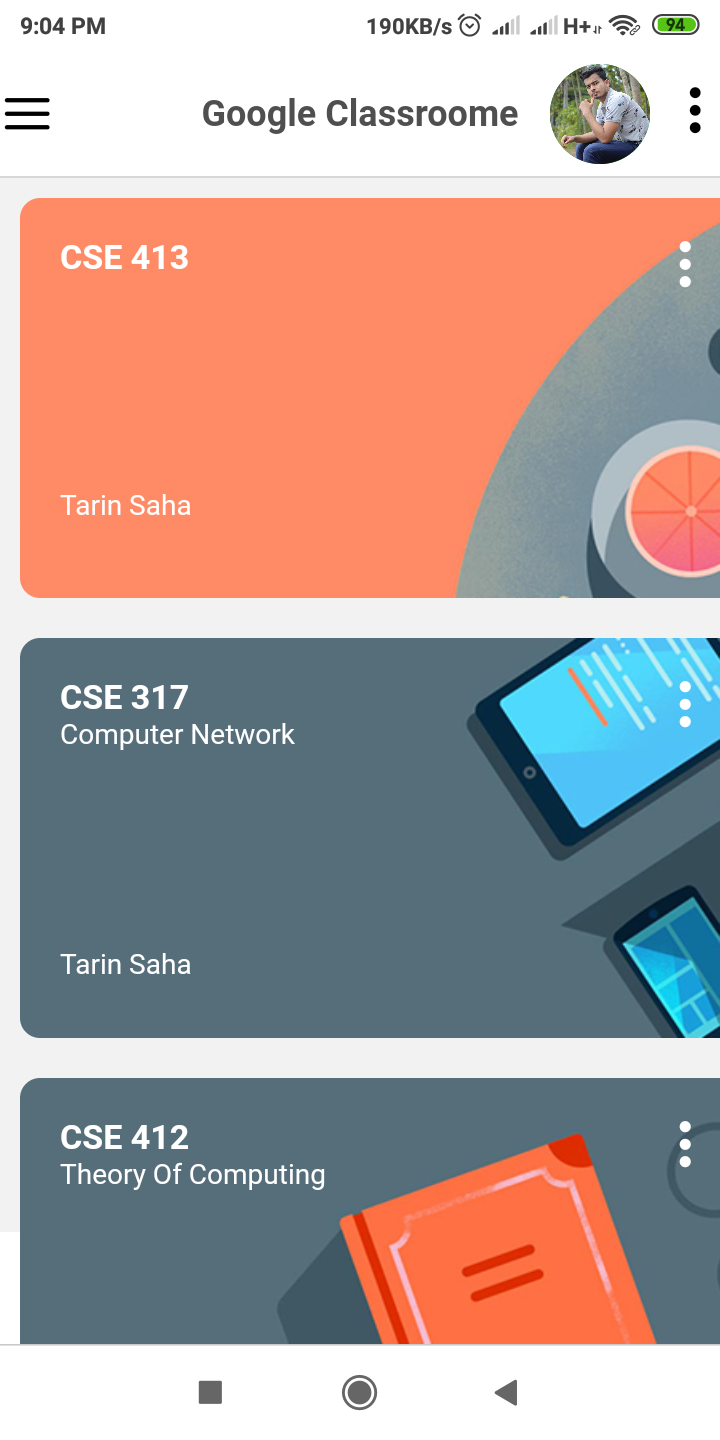 9:04 PM 190KB/s H+ 94
Google Classroome
CSE 413
Tarin Saha
CSE 317
Computer Network
Tarin Saha
CSE 412
Theory Of Computing